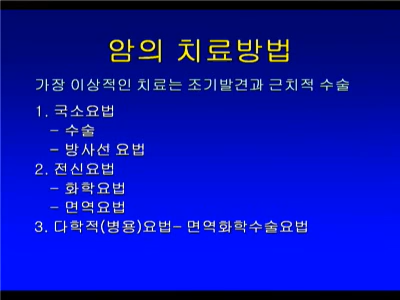 암의 치료방법
가장 이상적인 치료는 조기발견과 근치적 수술
1. 국소요법
- 수술
- 방사선 요법
2. 전신요법
- 화학요법
- 면역요법
3. 다학적(병용)요법- 면역화학수술요법